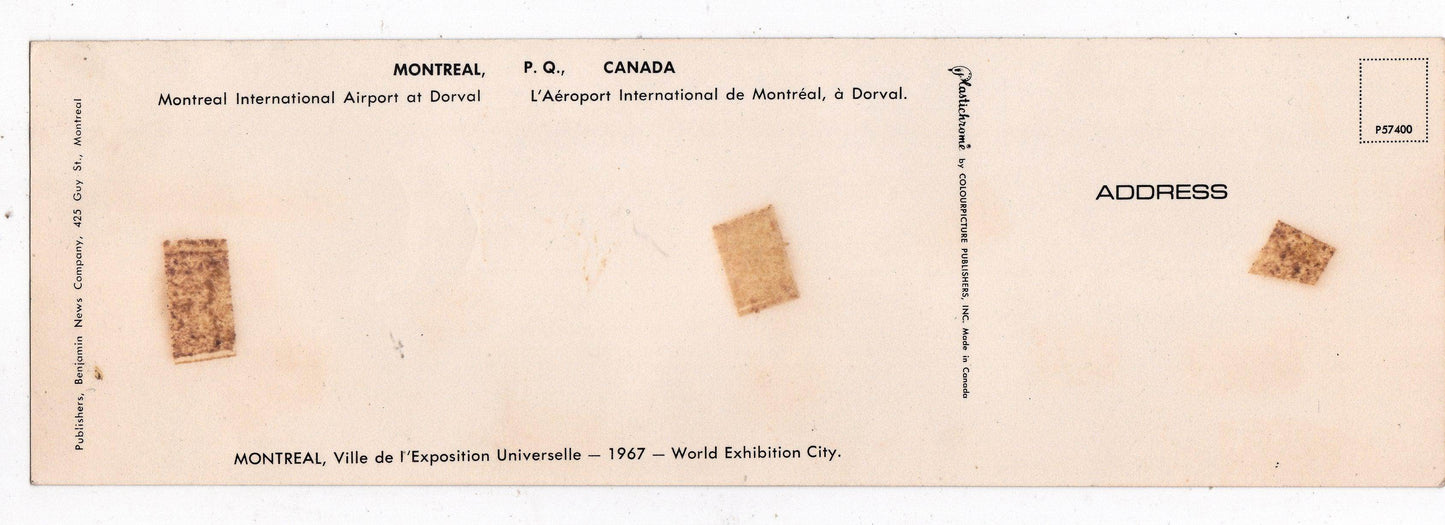 MONTREAL, P. Q., CANADA
Montreal International Airport at Dorval L'Aéroport International de Montréal, à Dorval.
Publishers, Benjamin News Company, 425 Guy St., Montreal
MONTREAL, Ville de l'Exposition Universelle — 1967 — World Exhibition City.
Plastichrome® by COLOURPICTURE PUBLISHERS, INC. Made in Canada
P57400
ADDRESS